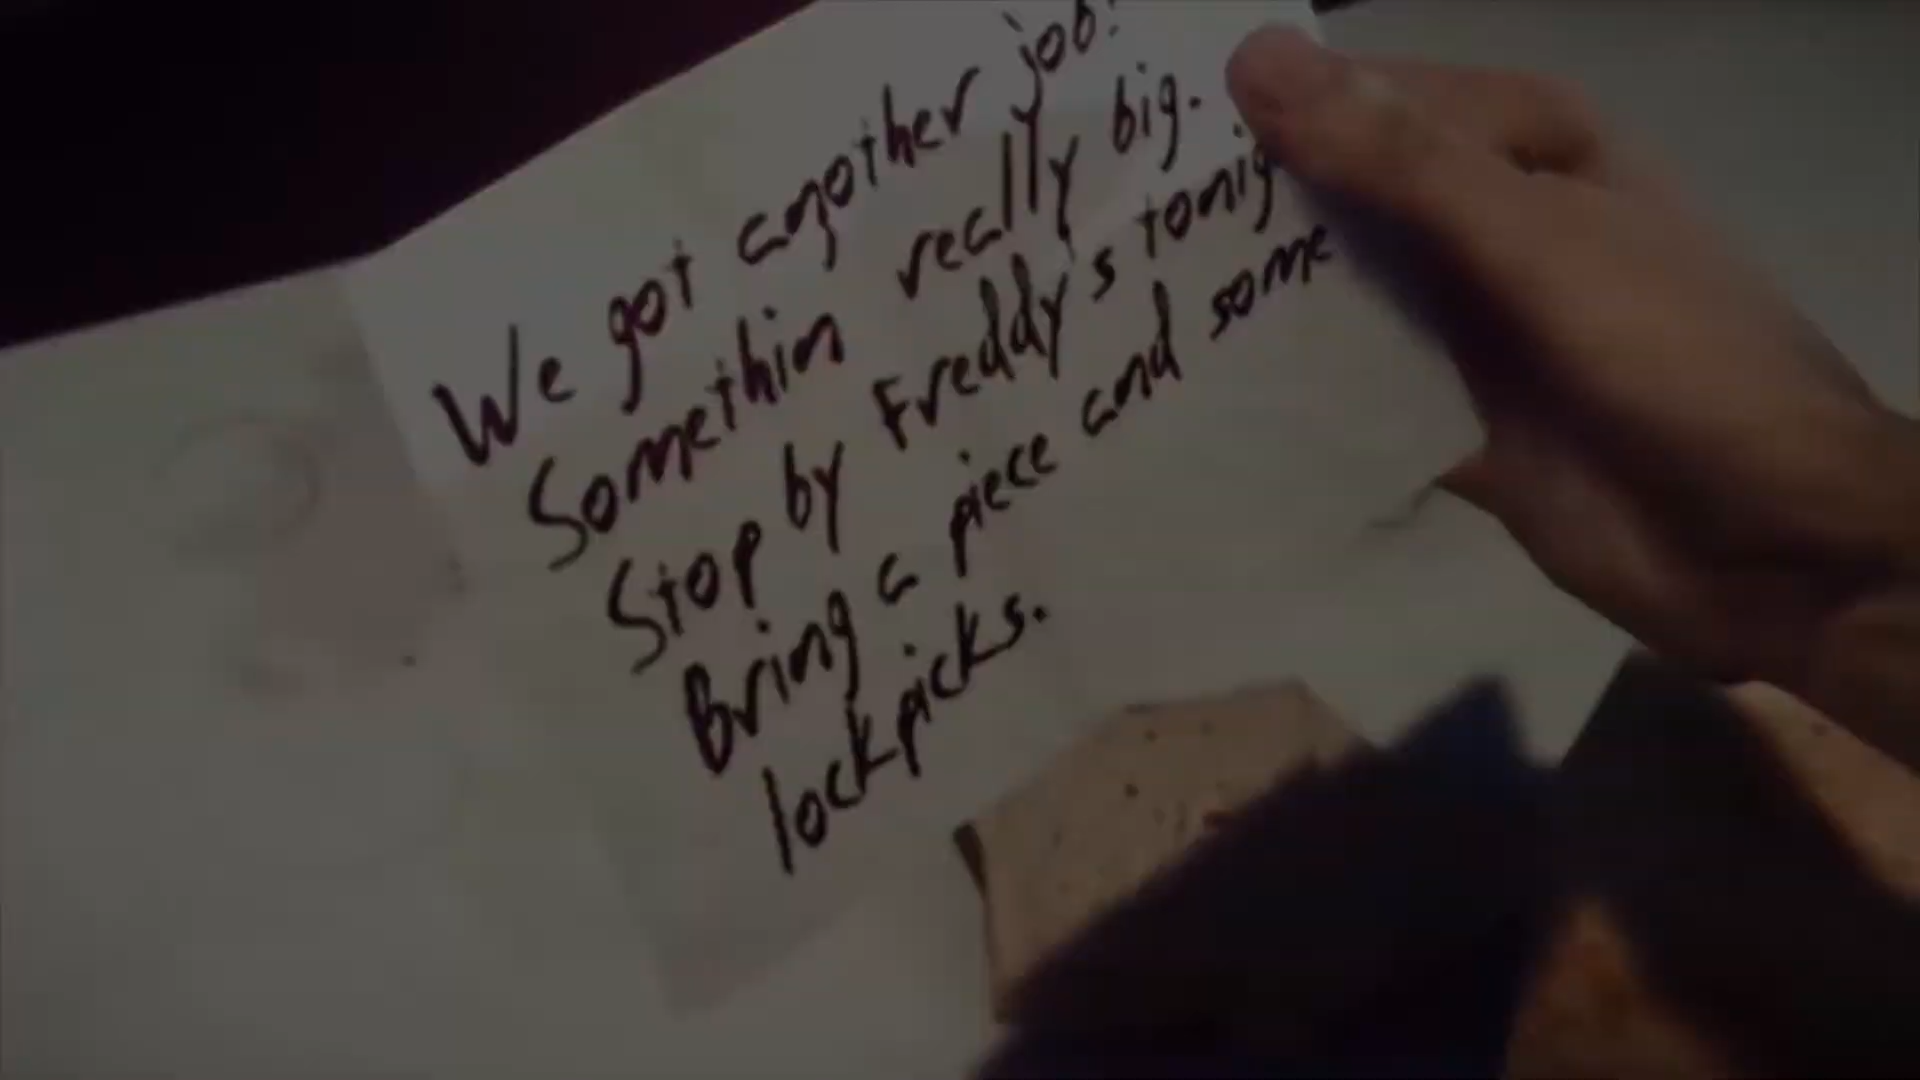 We got another job.
Somethin really big.
Stop by Freddy's
Bring a piece and some
lockpicks.